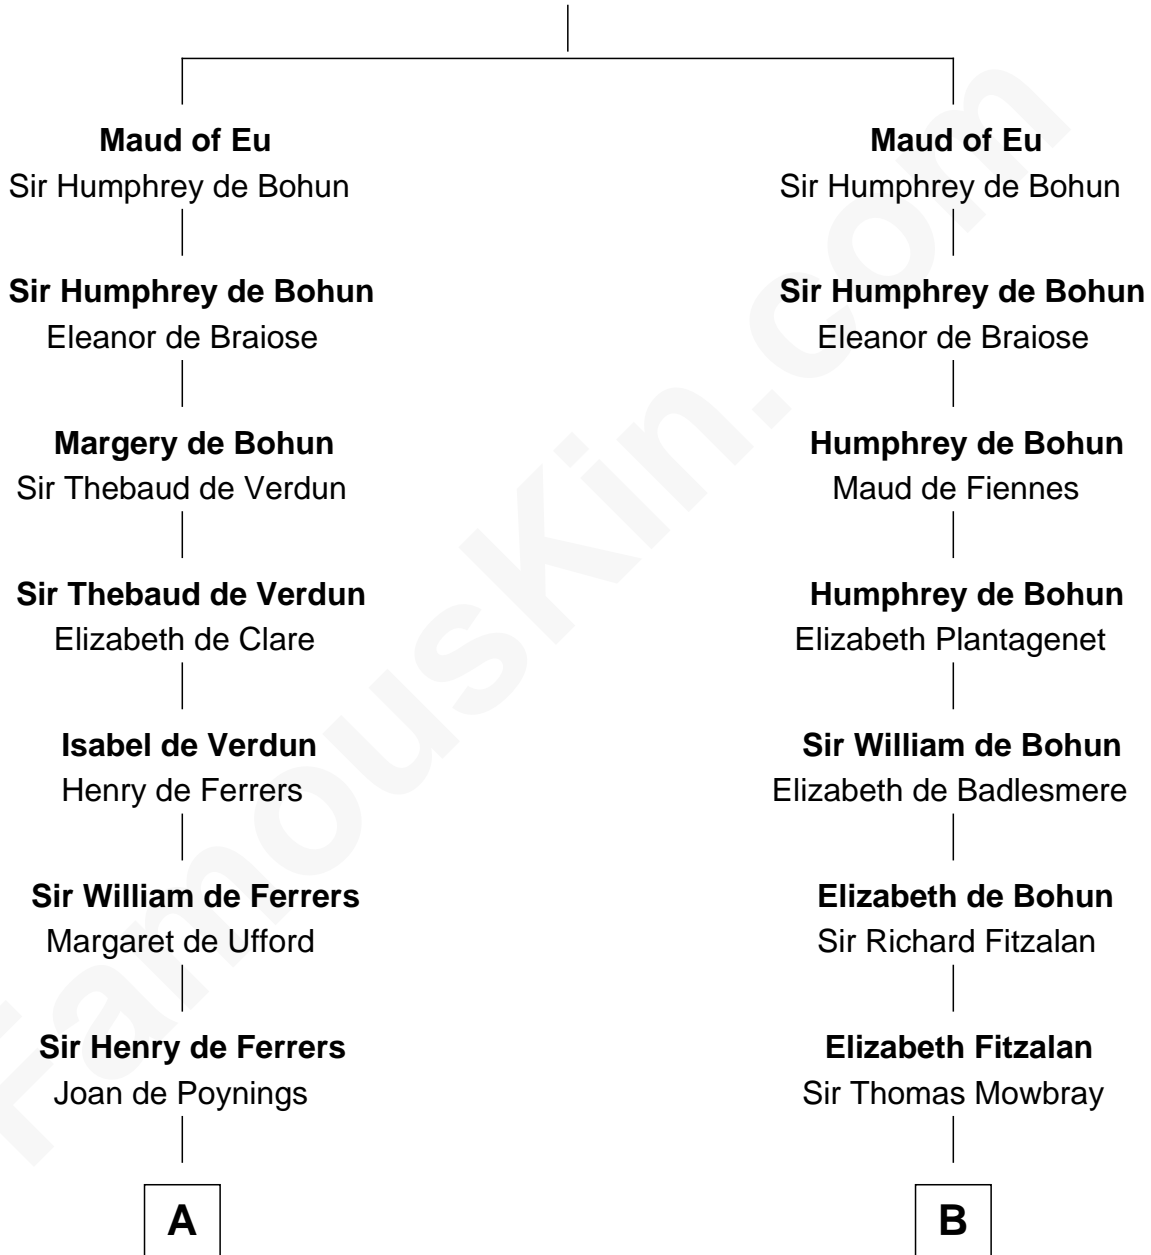 Maud of Eu
Sir Humphrey de Bohun
Sir Humphrey de Bohun
Eleanor de Braiose
Margery de Bohun
Sir Thebaud de Verdun
Sir Thebaud de Verdun
Elizabeth de Clare
Isabel de Verdun
Henry de Ferrers
Sir William de Ferrers
Margaret de Ufford
Sir Henry de Ferrers
Joan de Poynings
A
Maud of Eu
Sir Humphrey de Bohun
Sir Humphrey de Bohun
Eleanor de Braiose
Humphrey de Bohun
Maud de Fiennes
Humphrey de Bohun
Elizabeth Plantagenet
Sir William de Bohun
Elizabeth de Badlesmere
Elizabeth de Bohun
Sir Richard Fitzalan
Elizabeth Fitzalan
Sir Thomas Mowbray
B
FamousKin.com